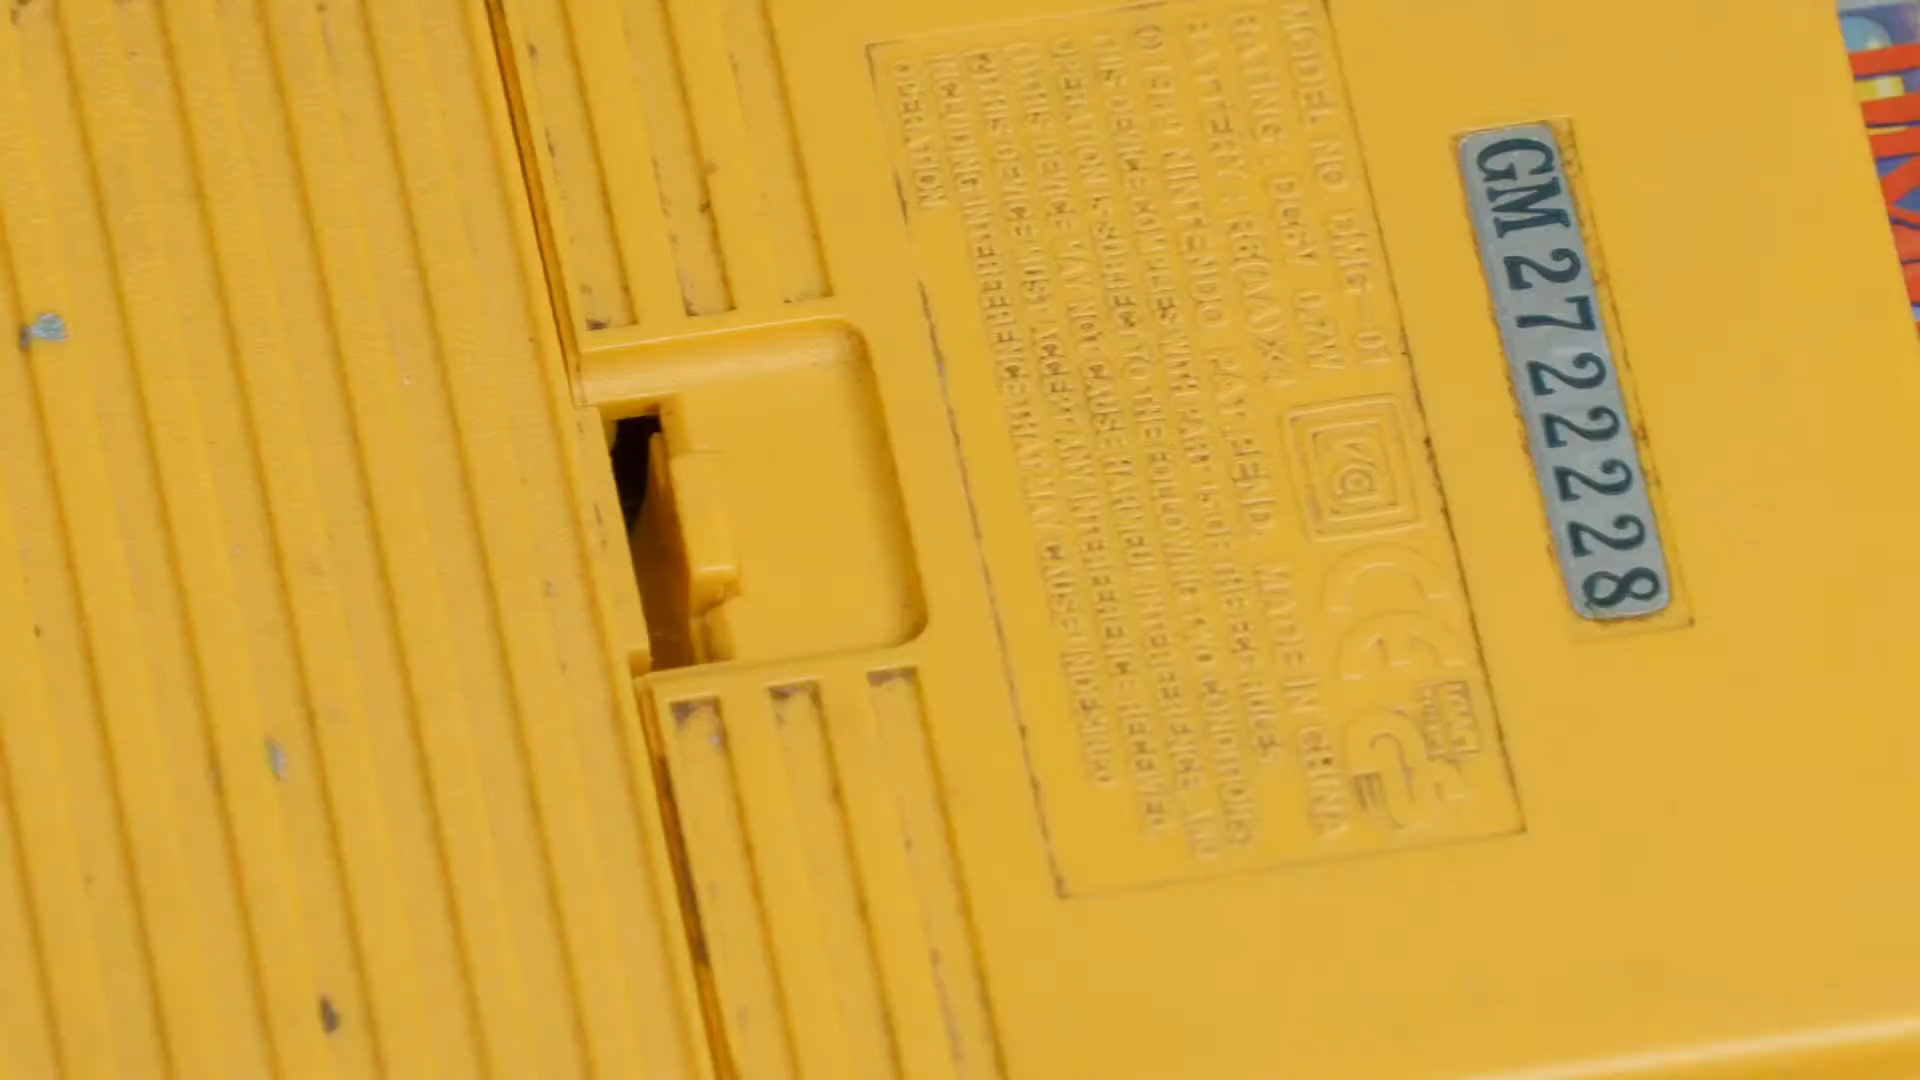 GM2722228
MODEL NO DMG-01
RATING: DC6V 0.7W
BATTERY: R6(AA)X4
© 1989 NINTENDO PAT. PEND. MADE IN CHINA
THIS DEVICE COMPLIES WITH PART 15 OF THE FCC RULES
OPERATION IS SUBJECT TO THE FOLLOWING TWO CONDITIONS
(1) THIS DEVICE MAY NOT CAUSE HARMFUL INTERFERENCE AND
THIS DEVICE MUST ACCEPT ANY INTERFERENCE RECEIVED
INCLUDING INTERFERENCE THAT MAY CAUSE UNDESIRED
OPERATION
CE